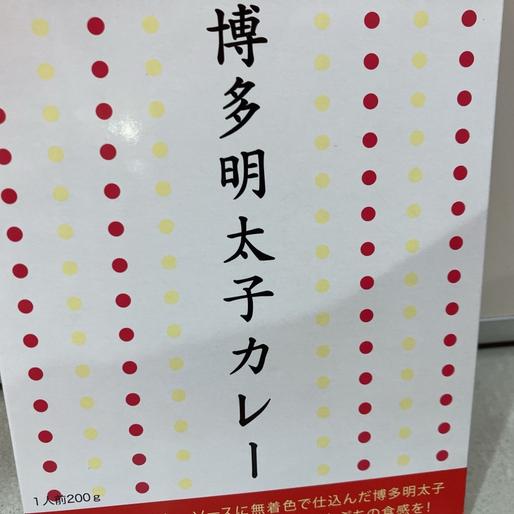 博多明太子カレー
1人前200g
ソースに無着色で仕込んだ博多明太子
の食感を!